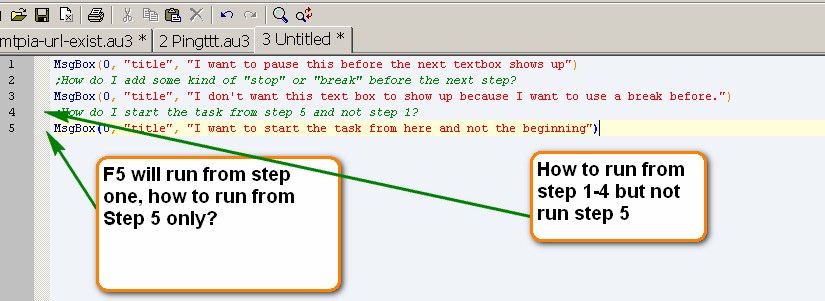 mtpia-url-exist.au3 * 2 Pingttt.au3 3 Untitled *
1 MsgBox(0, "title", "I want to pause this before the next textbox shows up")
2 ;How do I add some kind of "stop" or "break" before the next step?
3 MsgBox(0, "title", "I don't want this text box to show up because I want to use a break before.")
4 ;How do I start the task from step 5 and not step 1?
5 MsgBox(0, "title", "I want to start the task from here and not the beginning")
F5 will run from step
one, how to run from
Step 5 only?
How to run from
step 1-4 but not
run step 5